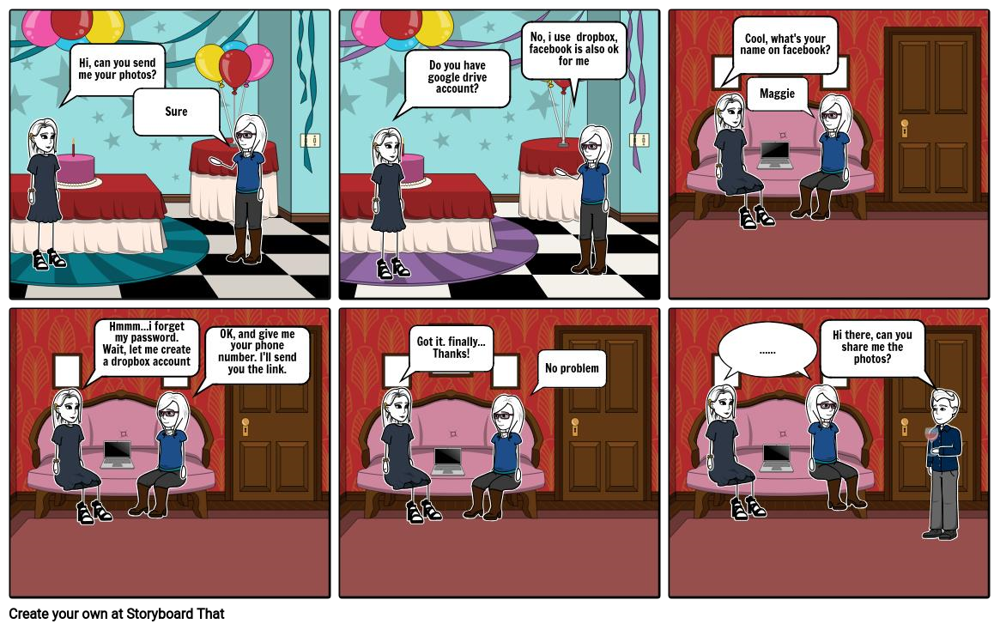 Hi, can you send
me your photos?
Sure
Do you have
google drive
account?
No, i use dropbox,
facebook is also ok
for me
Cool, what's your
name on facebook?
Maggie
Hmmm...i forget
my password.
Wait, let me create
a dropbox account
OK, and give me
your phone
number. I'll send
you the link.
Got it. finally...
Thanks!
No problem
......
Hi there, can you
share me the
photos?
Create your own at Storyboard That